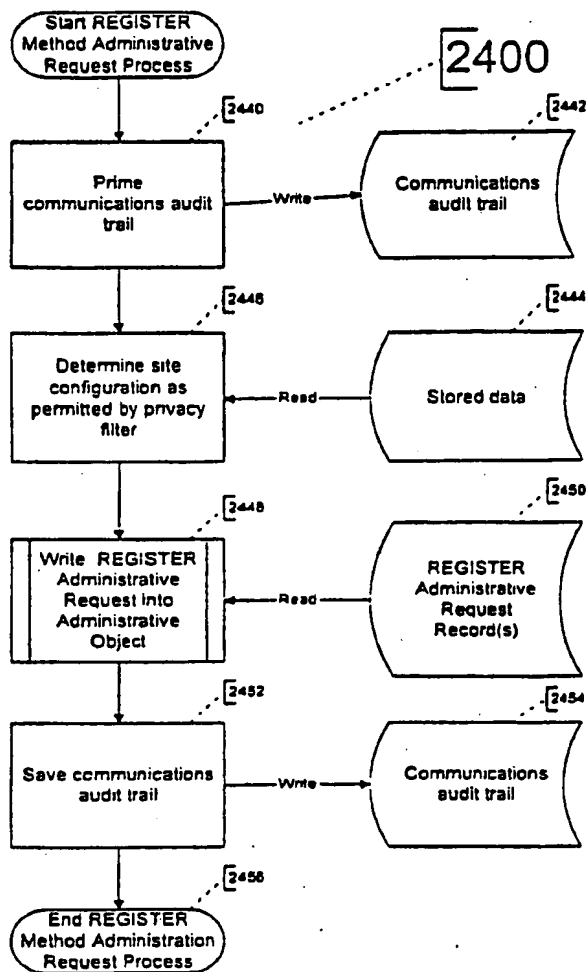 Start REGISTER
Method Administrative
Request Process
2400
2440
2442
Prime
communications audit
trail
Write
Communications
audit trail
2446
2444
Determine site
configuration as
permitted by privacy
filter
Read
Stored data
2448
2450
Write REGISTER
Administrative
Request Into
Administrative
Object
Read
REGISTER
Administrative
Request
Record(s)
2452
2454
Save communications
audit trail
Write
Communications
audit trail
2456
End REGISTER
Method Administration
Request Process